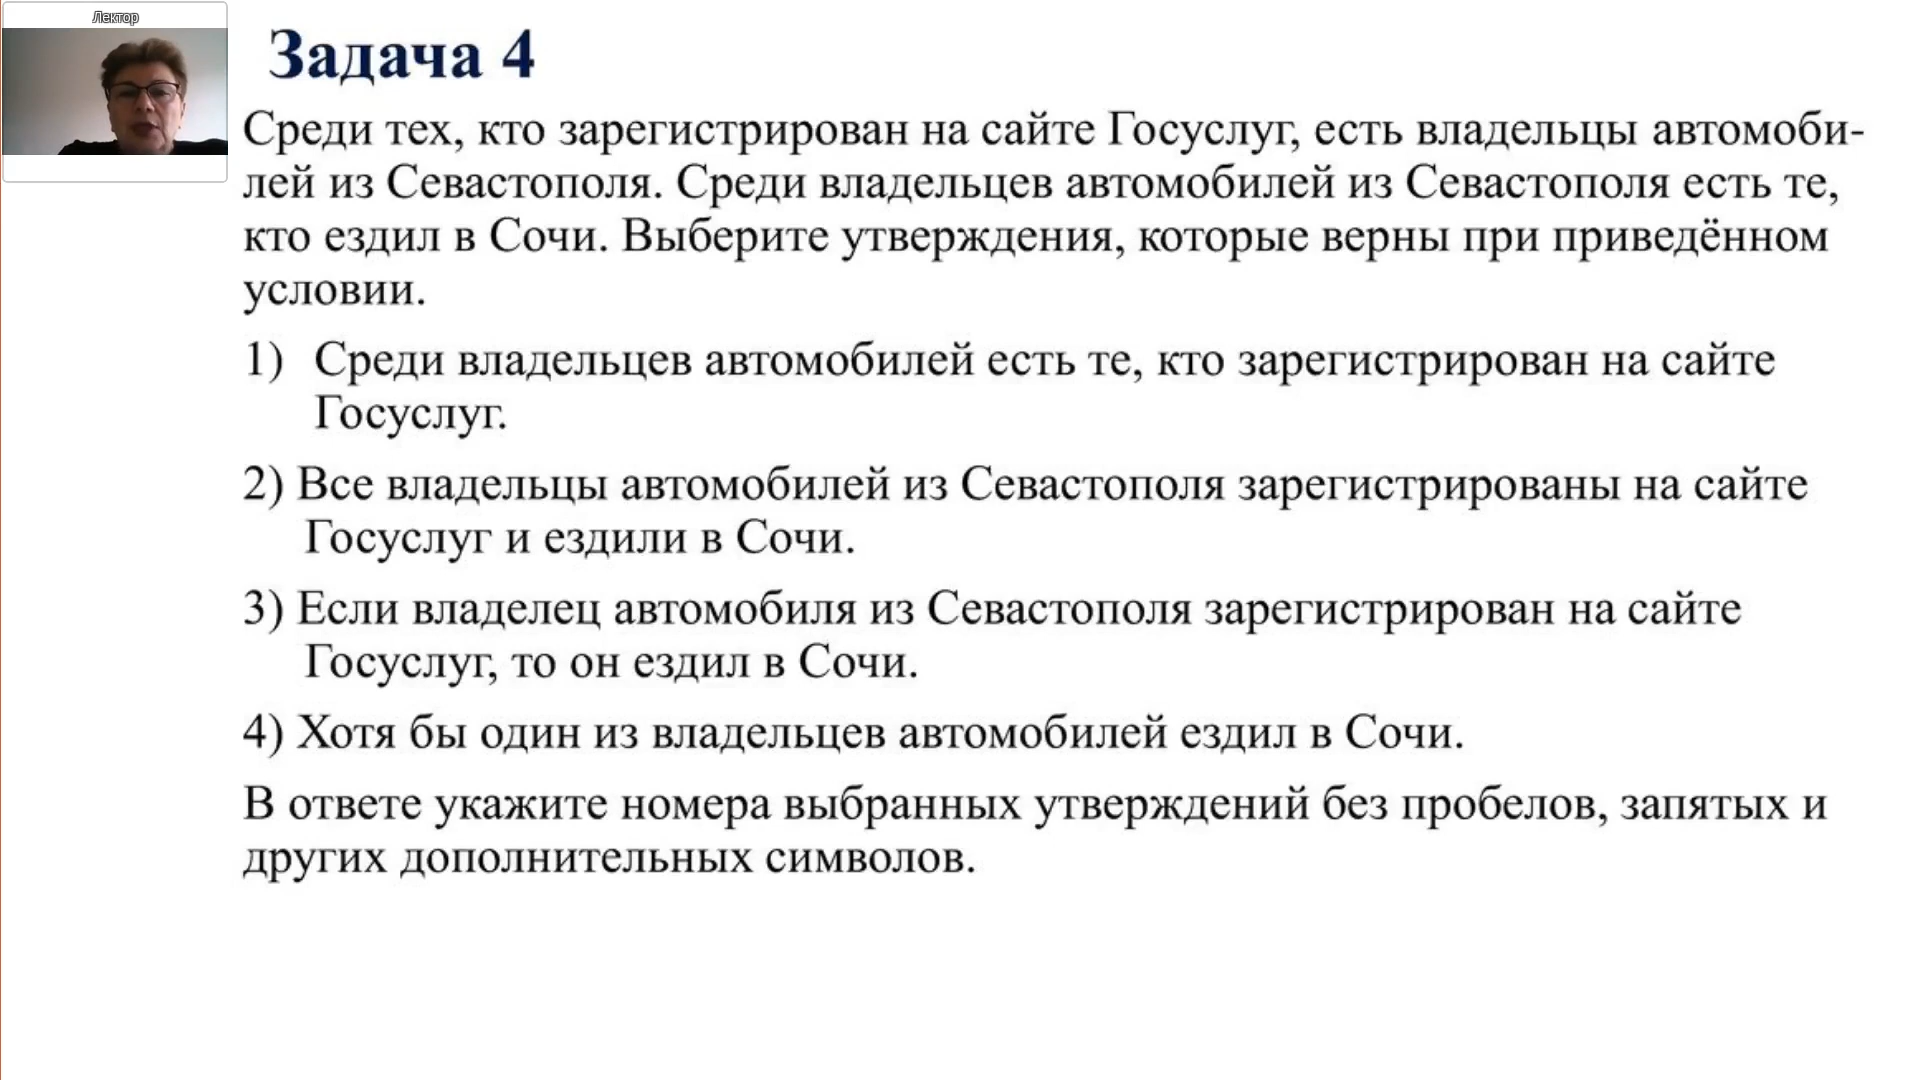 Лектор
Задача 4
Среди тех, кто зарегистрирован на сайте Госуслуг, есть владельцы автомоби-
лей из Севастополя. Среди владельцев автомобилей из Севастополя есть те,
кто ездил в Сочи. Выберите утверждения, которые верны при приведённом
условии.
1) Среди владельцев автомобилей есть те, кто зарегистрирован на сайте
Госуслуг.
2) Все владельцы автомобилей из Севастополя зарегистрированы на сайте
Госуслуг и ездили в Сочи.
3) Если владелец автомобиля из Севастополя зарегистрирован на сайте
Госуслуг, то он ездил в Сочи.
4) Хотя бы один из владельцев автомобилей ездил в Сочи.
В ответе укажите номера выбранных утверждений без пробелов, запятых и
других дополнительных символов.